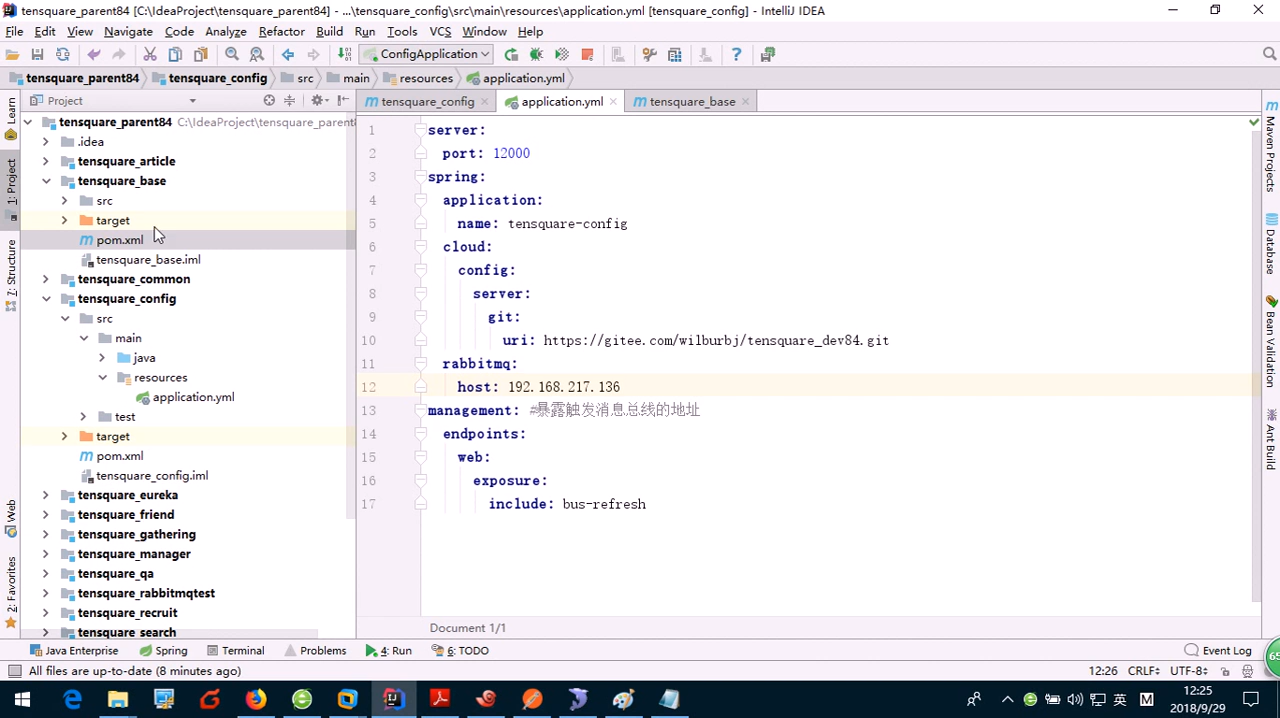 tensquare_parent84 [C:\IdeaProject\tensquare_parent84] - ...\tensquare_config\src\main\resources\application.yml [tensquare_config] - IntelliJ IDEA
File Edit View Navigate Code Analyze Refactor Build Run Tools VCS Window Help
ConfigApplication
tensquare_parent84 tensquare_config src main resources application.yml
Project
tensquare_config application.yml tensquare_base
tensquare_parent84 C:\IdeaProject\tensquare_parent
.idea
tensquare_article
tensquare_base
src
target
pom.xml
tensquare_base.iml
tensquare_common
tensquare_config
src
main
java
resources
application.yml
test
target
pom.xml
tensquare_config.iml
tensquare_eureka
tensquare_friend
tensquare_gathering
tensquare_manager
tensquare_qa
tensquare_rabbitmqtest
tensquare_recruit
tensquare_search
1 server:
2 port: 12000
3 spring:
4 application:
5 name: tensquare-config
6 cloud:
7 config:
8 server:
9 git:
10 uri: https://gitee.com/wilburbj/tensquare_dev84.git
11 rabbitmq:
12 host: 192.168.217.136
13 management: #暴露触发消息总线的地址
14 endpoints:
15 web:
16 exposure:
17 include: bus-refresh
Document 1/1
Learn
1: Project
7: Structure
Web
2: Favorites
Maven Projects
Database
Bean Validation
Ant Build
Java Enterprise Spring Terminal Problems 4: Run 6: TODO Event Log
All files are up-to-date (8 minutes ago) 12:26 CRLF UTF-8
65
英 M 12:25
2018/9/29